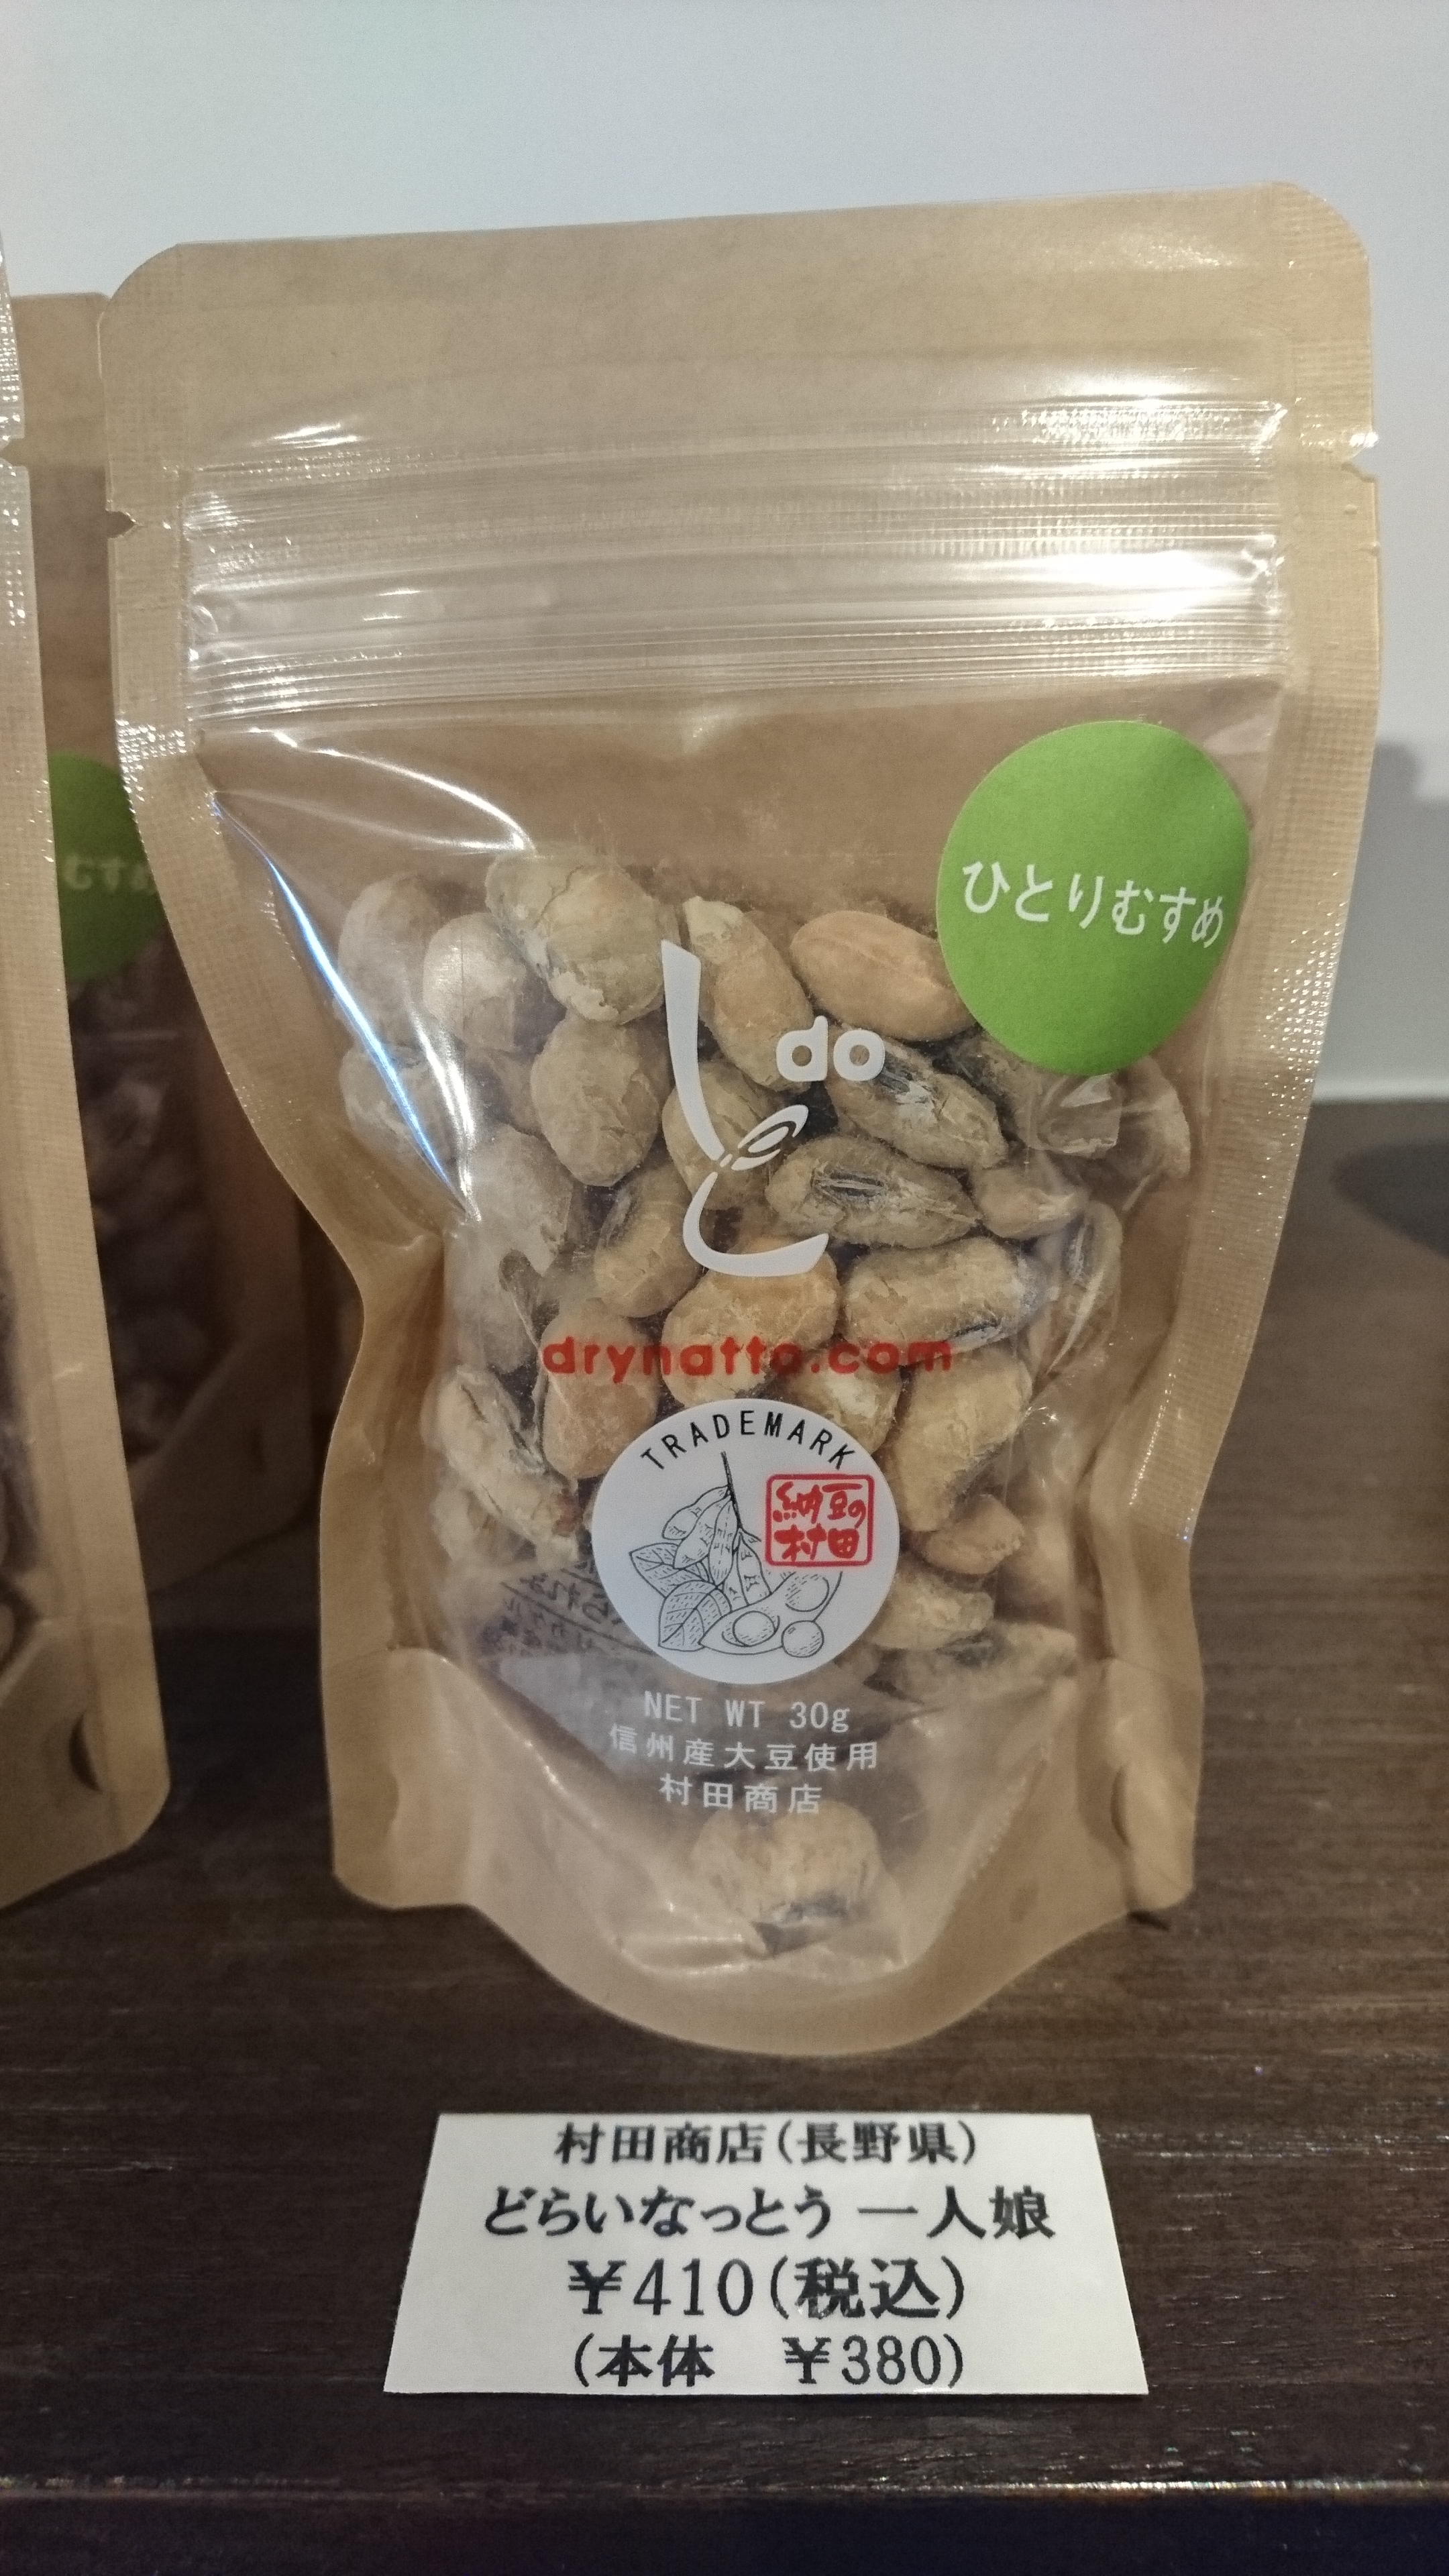 ひとりむすめ
do
ど
drynatto.com
TRADEMARK
納豆の
村田
NET WT 30g
信州産大豆使用
村田商店
村田商店(長野県)
どらいなっとう 一人娘
￥410(税込)
(本体　￥380)